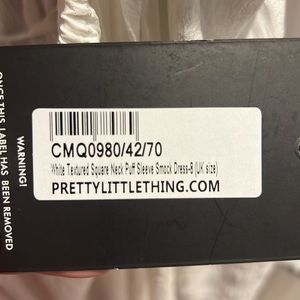 CMQ0980/42/70
White Textured Square Neck Puff Sleeve Smock Dress-8 (UK size)
PRETTYLITTLETHING.COM
WARNING!
ONCE THIS LABEL HAS BEEN REMOVED